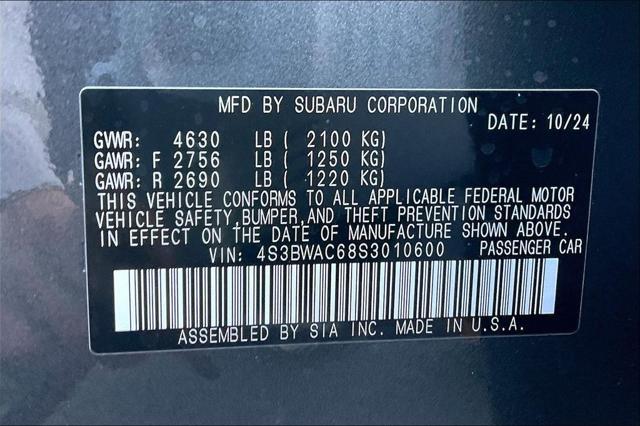 MFD BY SUBARU CORPORATION
DATE: 10/24
GVWR: 4630 LB ( 2100 KG)
GAWR: F 2756 LB ( 1250 KG)
GAWR: R 2690 LB ( 1220 KG)
THIS VEHICLE CONFORMS TO ALL APPLICABLE FEDERAL MOTOR
VEHICLE SAFETY,BUMPER,AND THEFT PREVENTION STANDARDS
IN EFFECT ON THE DATE OF MANUFACTURE SHOWN ABOVE.
VIN: 4S3BWAC68S3010600 PASSENGER CAR
ASSEMBLED BY SIA INC. MADE IN U.S.A.